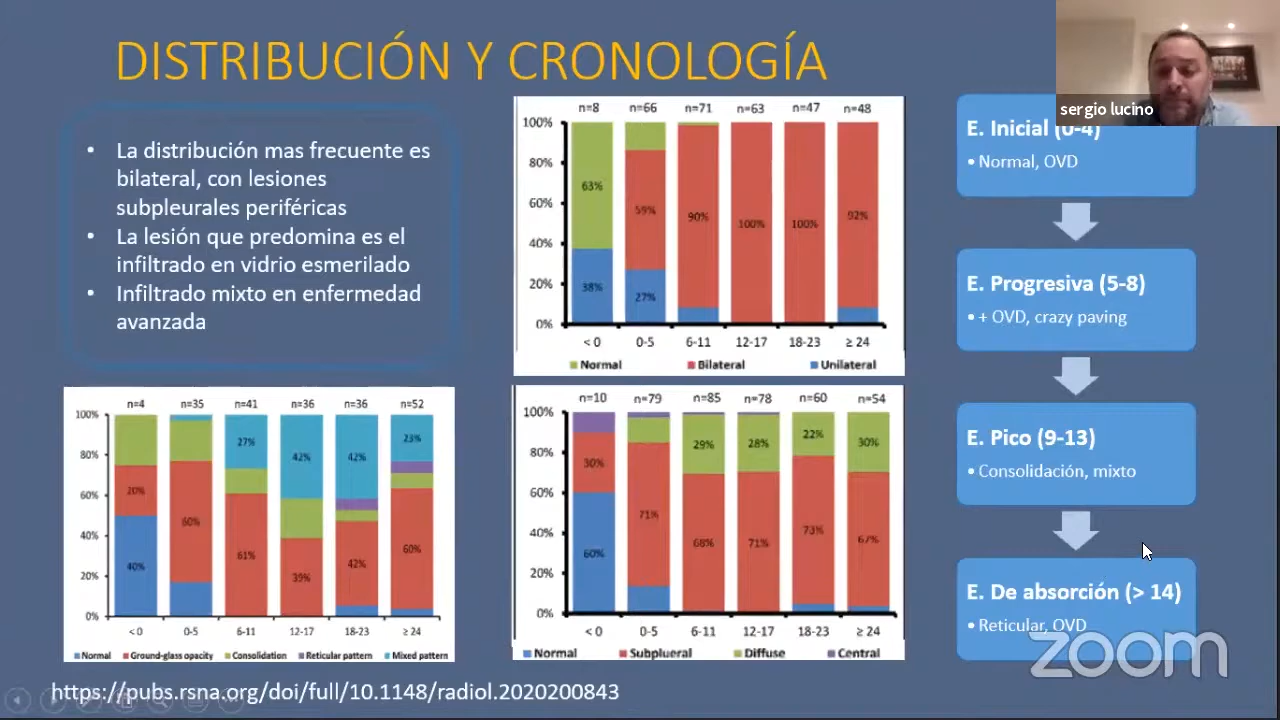 DISTRIBUCIÓN Y CRONOLOGÍA
sergio lucino
• La distribución mas frecuente es
bilateral, con lesiones
subpleurales periféricas
• La lesión que predomina es el
infiltrado en vidrio esmerilado
• Infiltrado mixto en enfermedad
avanzada
n=8 n=66 n=71 n=63 n=47 n=48
100%
80%
60%
40%
20%
0%
63% 59% 90% 100% 100% 92%
38% 27%
< 0 0-5 6-11 12-17 18-23 ≥ 24
Normal Bilateral Unilateral
n=4 n=35 n=41 n=36 n=36 n=52
100%
80%
60%
40%
20%
0%
27% 42% 42% 23%
20% 60% 61% 39% 42% 60%
40%
< 0 0-5 6-11 12-17 18-23 ≥ 24
Normal Ground-glass opacity Consolidation Reticular pattern Mixed pattern
n=10 n=79 n=85 n=78 n=60 n=54
100%
80%
60%
40%
20%
0%
29% 28% 22% 30%
30% 71% 68% 71% 73% 67%
60%
< 0 0-5 6-11 12-17 18-23 ≥ 24
Normal Subplueral Diffuse Central
E. Inicial (0-4)
• Normal, OVD
E. Progresiva (5-8)
• + OVD, crazy paving
E. Pico (9-13)
• Consolidación, mixto
E. De absorción (> 14)
• Reticular, OVD
zoom
https://pubs.rsna.org/doi/full/10.1148/radiol.2020200843